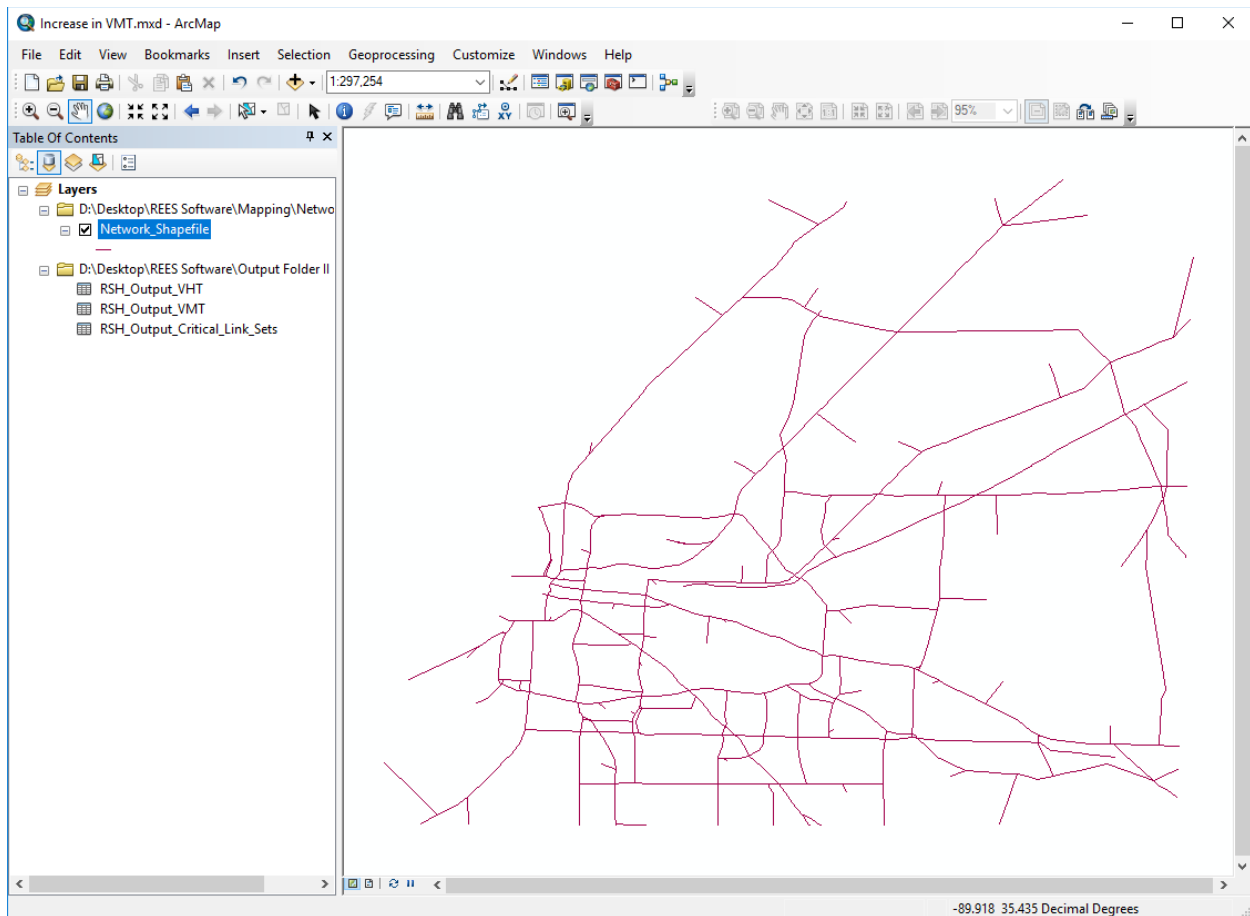 Increase in VMT.mxd - ArcMap
File Edit View Bookmarks Insert Selection Geoprocessing Customize Windows Help
1:297,254
95%
Table Of Contents
Layers
D:\Desktop\REES Software\Mapping\Netwo
Network_Shapefile
D:\Desktop\REES Software\Output Folder II
RSH_Output_VHT
RSH_Output_VMT
RSH_Output_Critical_Link_Sets
-89.918 35.435 Decimal Degrees